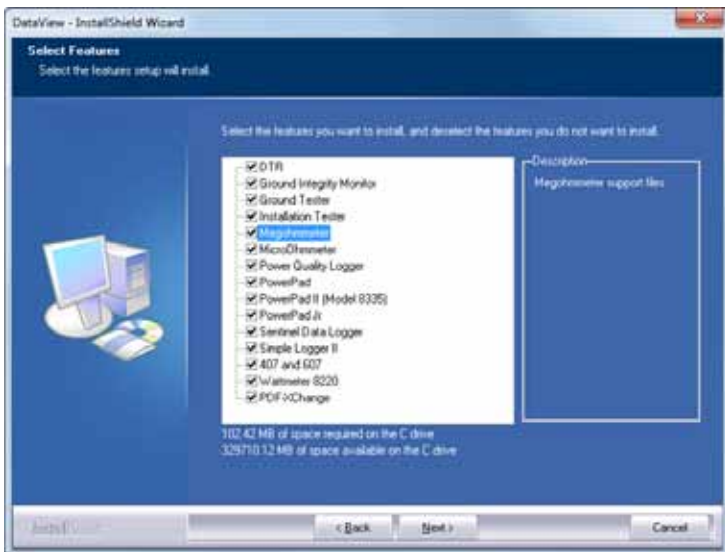 DataView - InstallShield Wizard
Select Features
Select the features setup will install.
Select the features you want to install, and deselect the features you do not want to install.
DTR
Ground Integrity Monitor
Ground Tester
Installation Tester
Megohmmeter
MicroOhmmeter
Power Quality Logger
PowerPad
PowerPad II (Model 8335)
PowerPad Jr
Sentinel Data Logger
Simple Logger II
407 and 607
Wattmeter 8220
PDF-XChange
Description
Megohmmeter support files
102.42 MB of space required on the C drive
329710.12 MB of space available on the C drive
< Back
Next >
Cancel